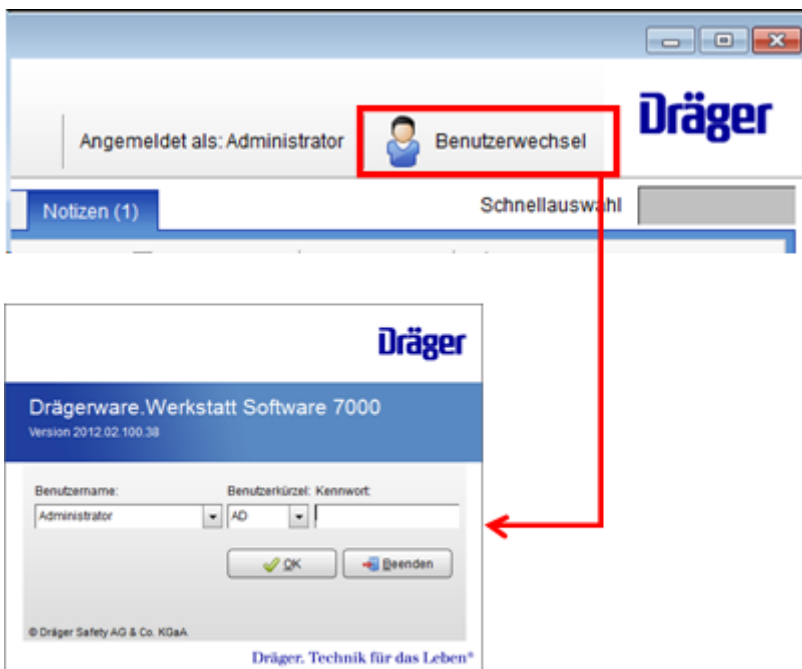 Dräger
Angemeldet als: Administrator Benutzerwechsel
Notizen (1) Schnellauswahl
Dräger
Drägerware.Werkstatt Software 7000
Version 2012.02.100.38
Benutzername: Benutzerkürzel: Kennwort:
Administrator AD
OK Beenden
© Dräger Safety AG & Co. KGaA
Dräger. Technik für das Leben®